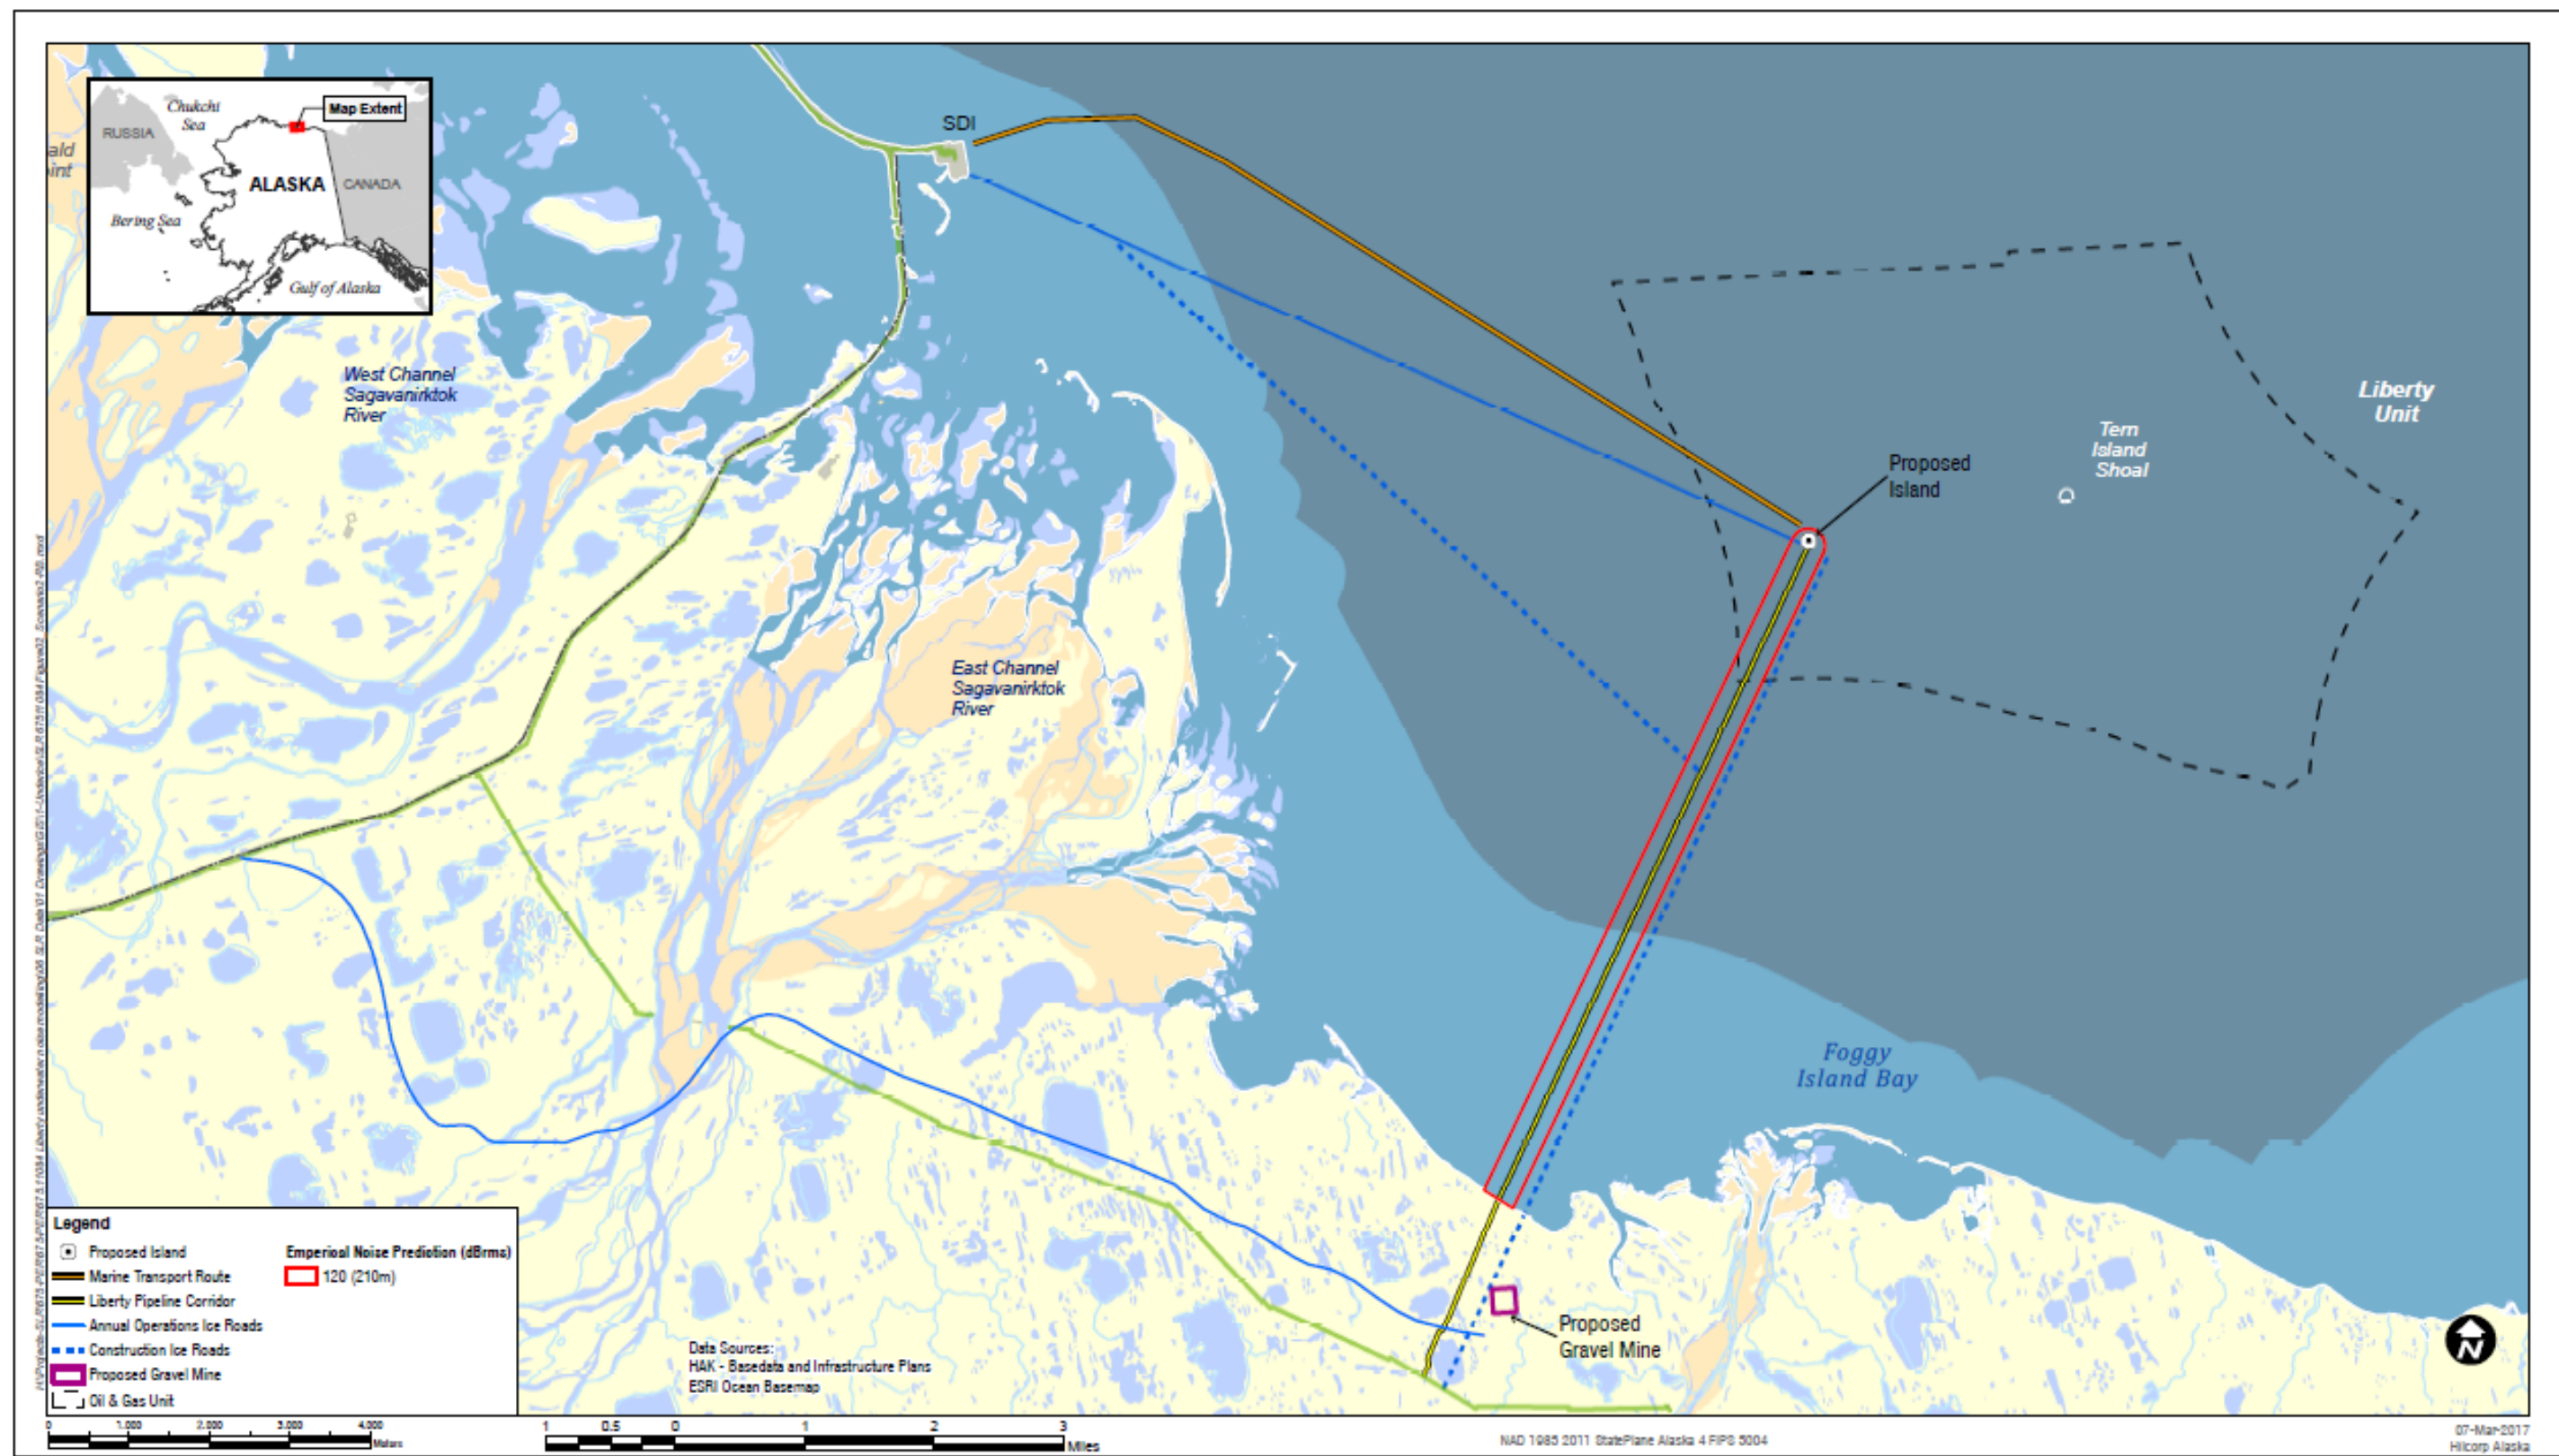 Chukchi
Sea
Map Extent
RUSSIA
ALASKA
CANADA
Bering Sea
Gulf of Alaska
ald
int
SDI
West Channel
Sagavanirktok
River
East Channel
Sagavanirktok
River
Liberty
Unit
Tern
Island
Shoal
Proposed
Island
Foggy
Island Bay
Proposed
Gravel Mine
Legend
Proposed Island
Marine Transport Route
Liberty Pipeline Corridor
Annual Operations Ice Roads
Construction Ice Roads
Proposed Gravel Mine
Oil & Gas Unit
Emperical Noise Prediction (dBrms)
120 (210m)
Data Sources:
HAK - Basedata and Infrastructure Plans
ESRI Ocean Basemap
N
0 1,000 2,000 3,000 4,000
Meters
1 0.5 0 1 2 3
Miles
NAD 1983 2011 StatePlane Alaska 4 FIPS 5004
07-Mar-2017
Hilcorp Alaska